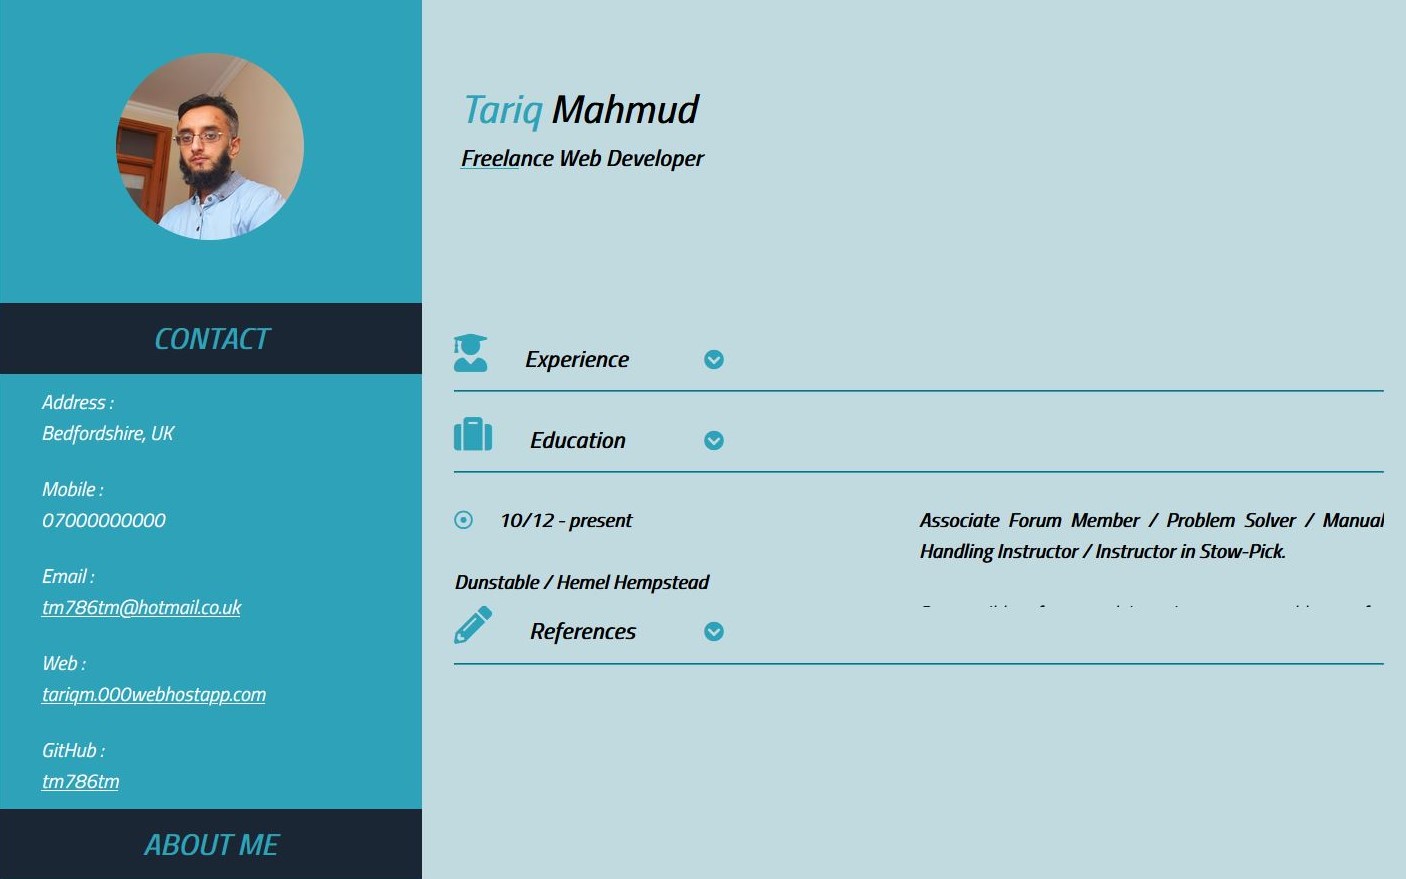 Tariq Mahmud
Freelance Web Developer
CONTACT
Address :
Bedfordshire, UK
Mobile :
07000000000
Email :
tm786tm@hotmail.co.uk
Web :
tariqm.000webhostapp.com
GitHub :
tm786tm
ABOUT ME
Experience
Education
10/12 - present
Dunstable / Hemel Hempstead
Associate Forum Member / Problem Solver / Manual
Handling Instructor / Instructor in Stow-Pick.
References